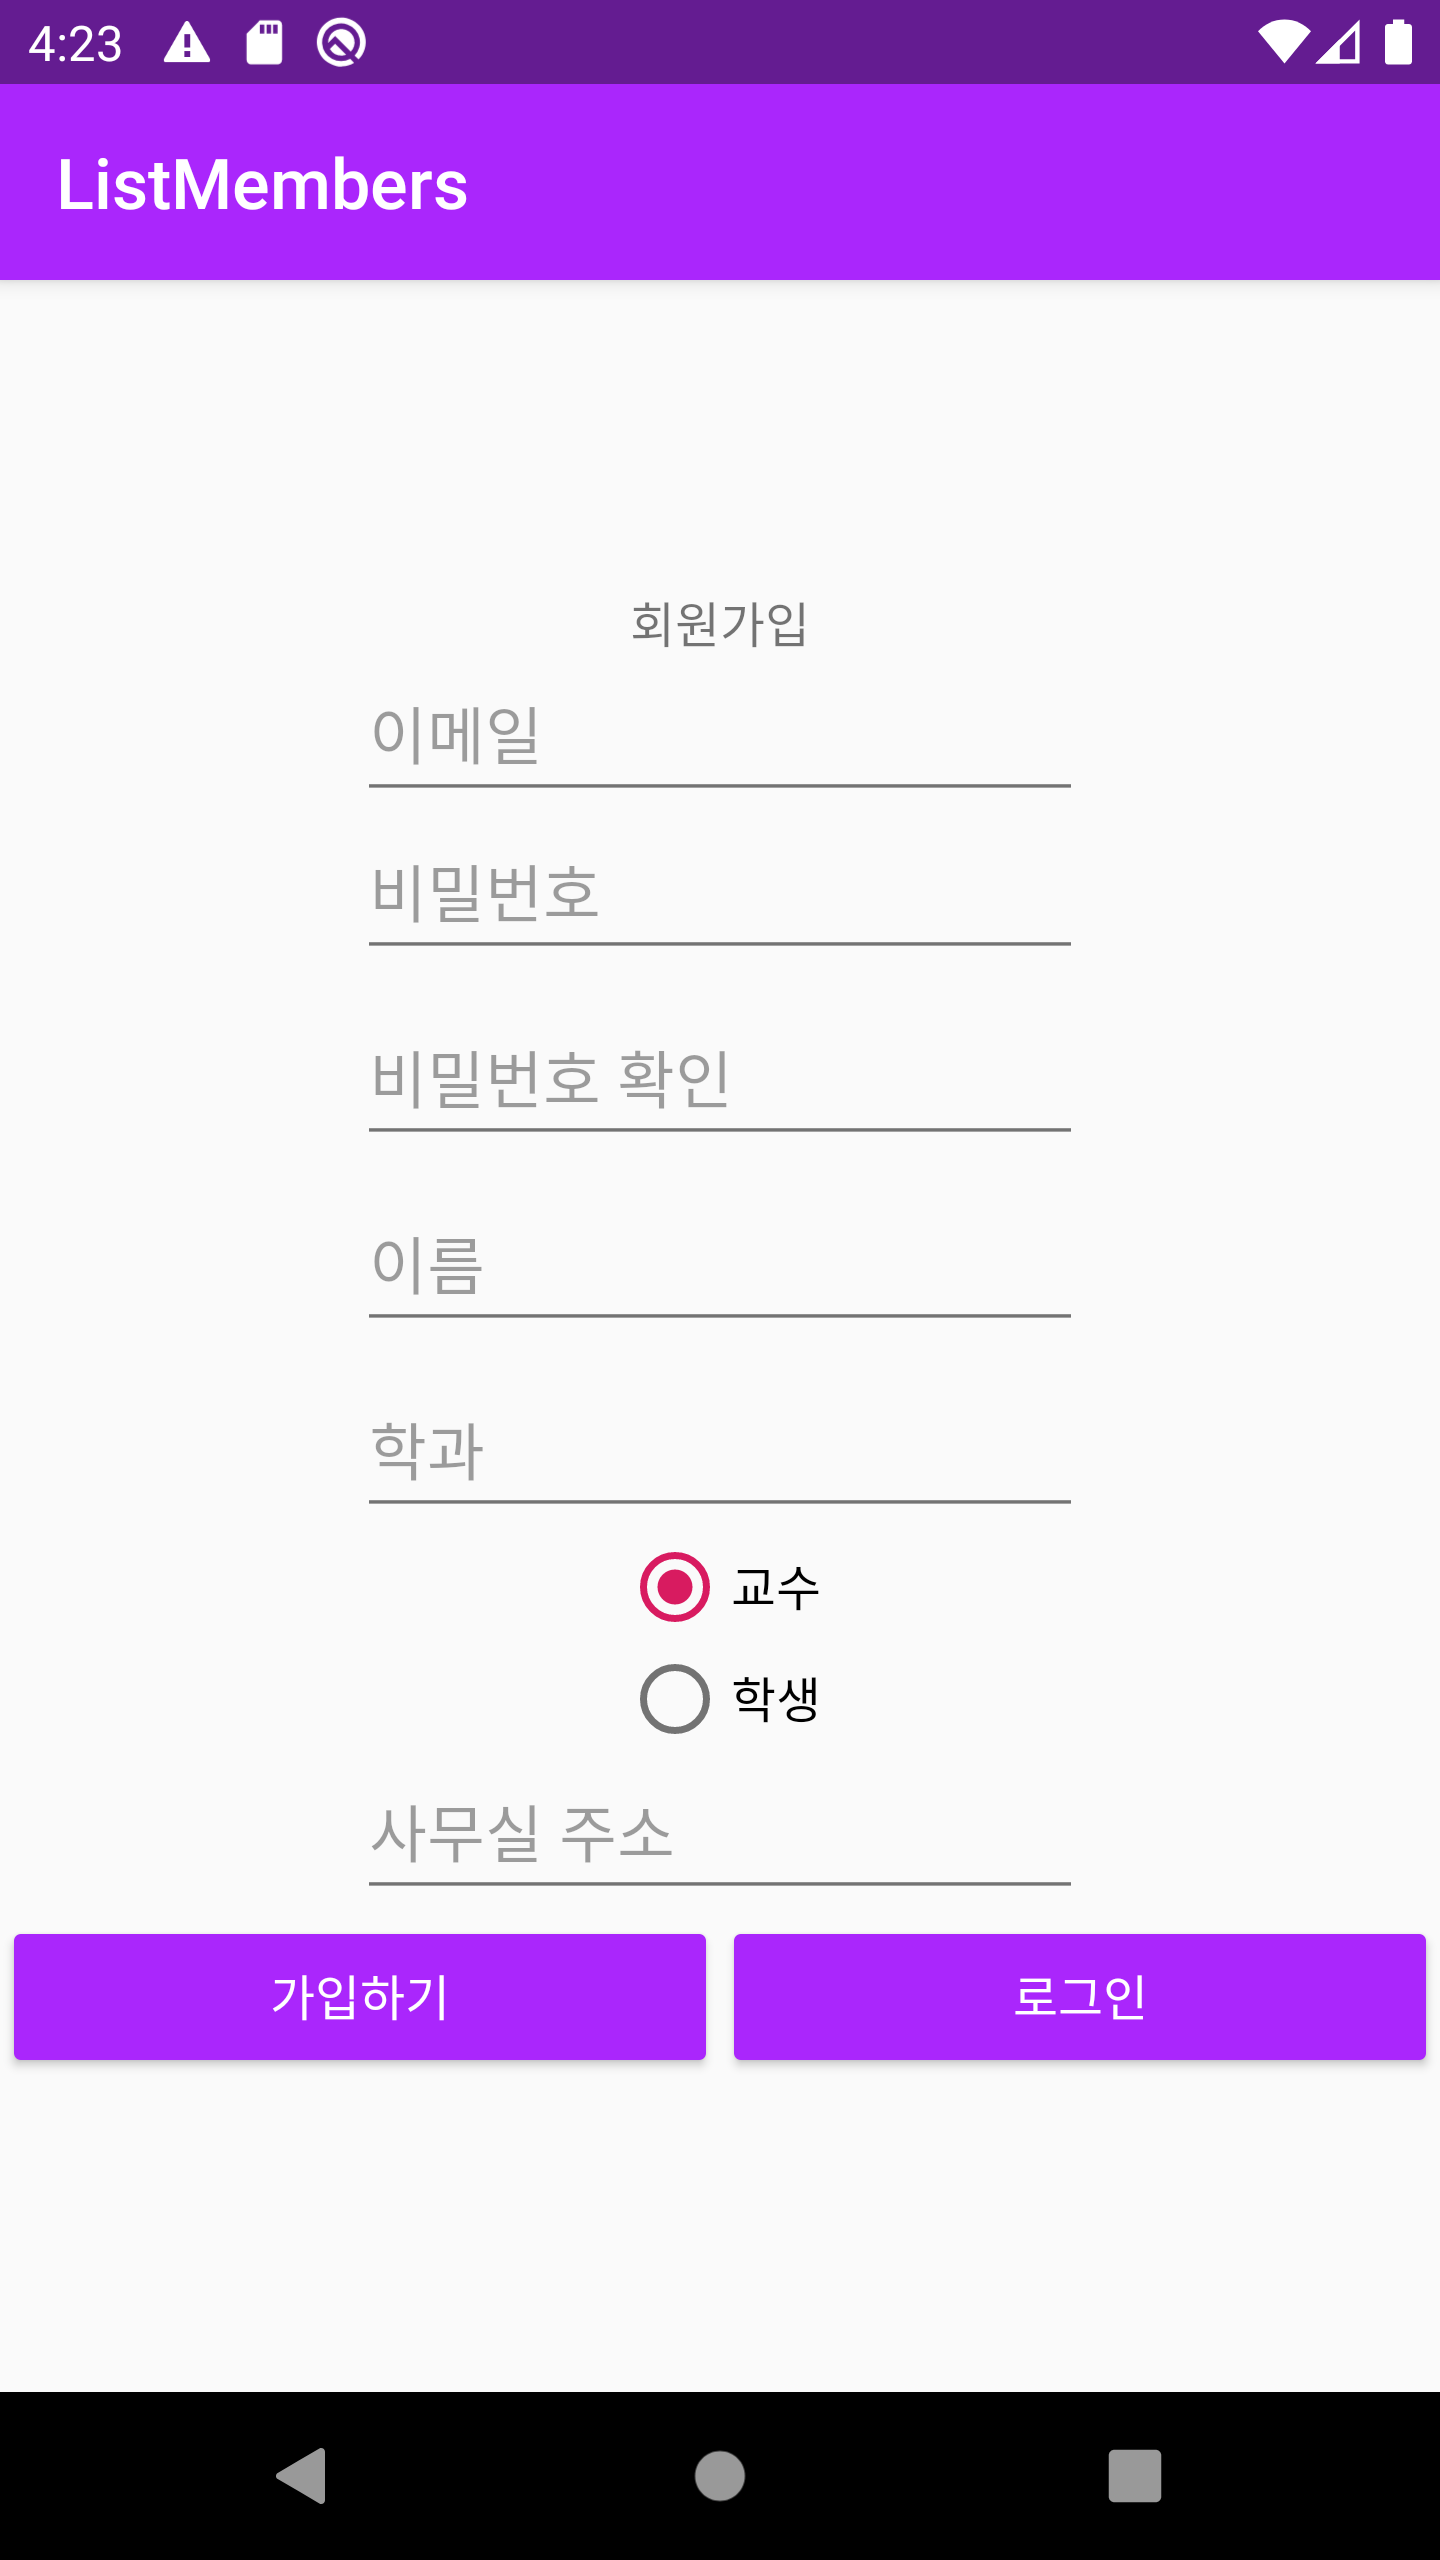 4:23
ListMembers
회원가입
이메일
비밀번호
비밀번호 확인
이름
학과
교수
학생
사무실 주소
가입하기
로그인